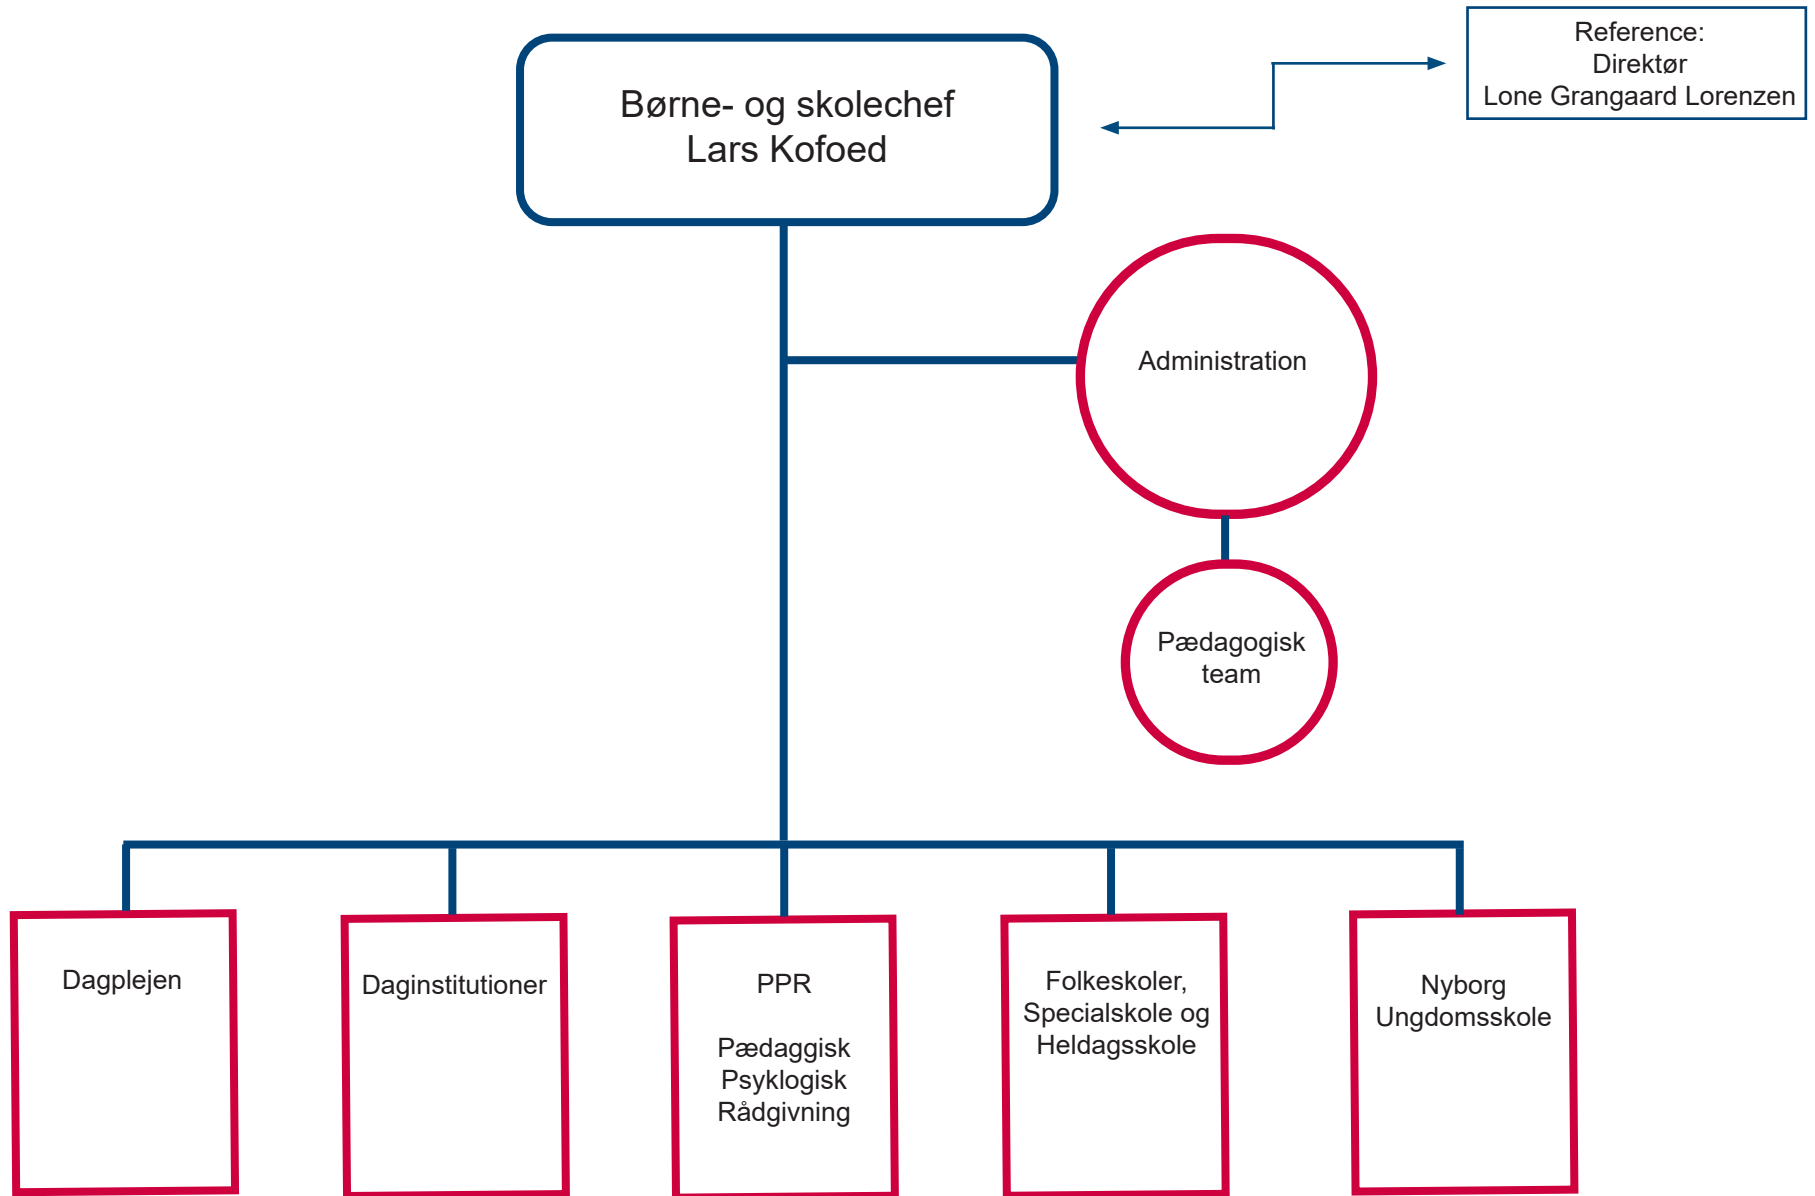 Reference:
Direktør
Lone Grangaard Lorenzen
Børne- og skolechef
Lars Kofoed
Administration
Pædagogisk
team
Dagplejen
Daginstitutioner
PPR
Pædaggisk
Psyklogisk
Rådgivning
Folkeskoler,
Specialskole og
Heldagsskole
Nyborg
Ungdomsskole